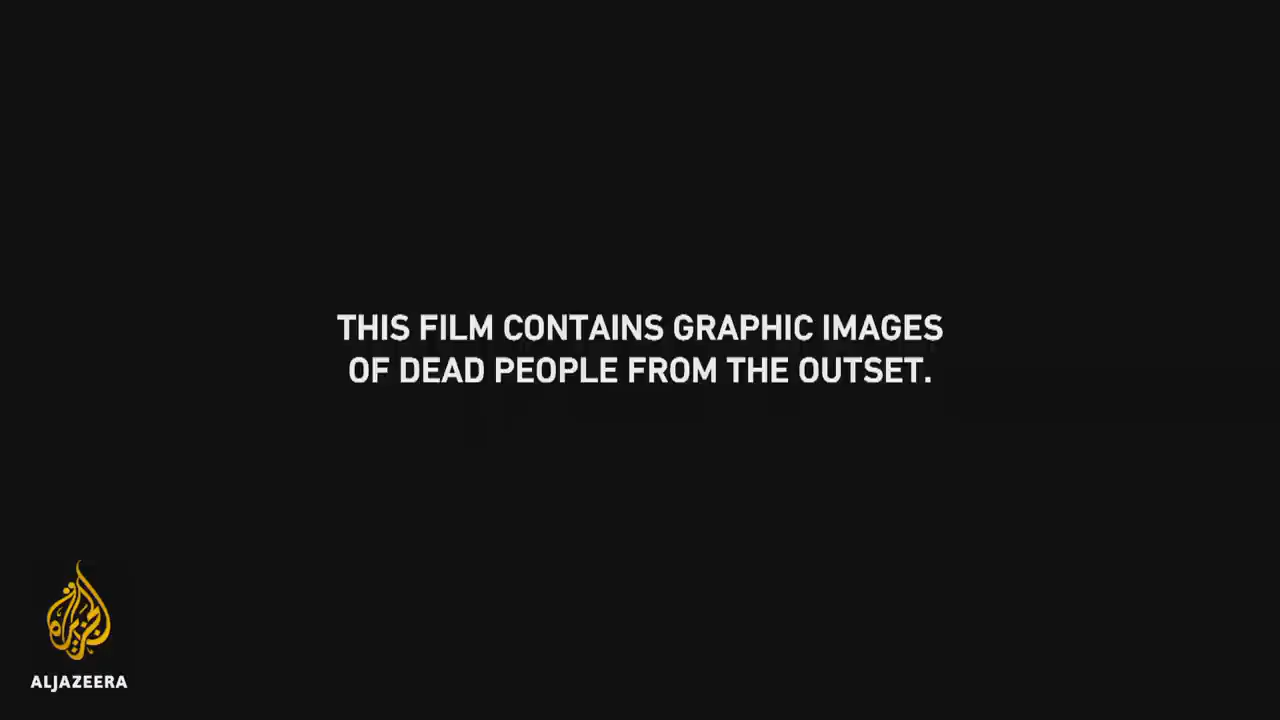 THIS FILM CONTAINS GRAPHIC IMAGES
OF DEAD PEOPLE FROM THE OUTSET.
الجزيرة
ALJAZEERA